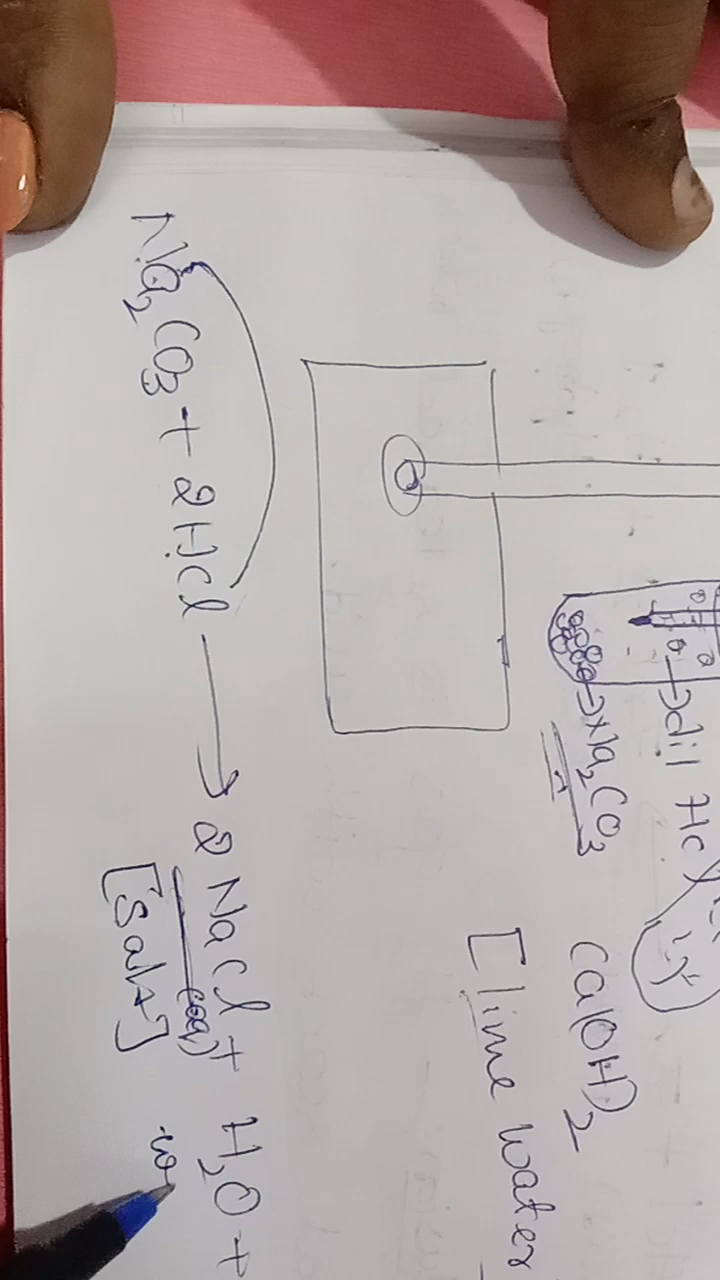 → dil HCl
→ Na₂CO₃
Ca(OH)₂
[lime water
Na₂CO₃ + 2HCl ⟶ 2NaCl(aq) + H₂O +
[Salt]